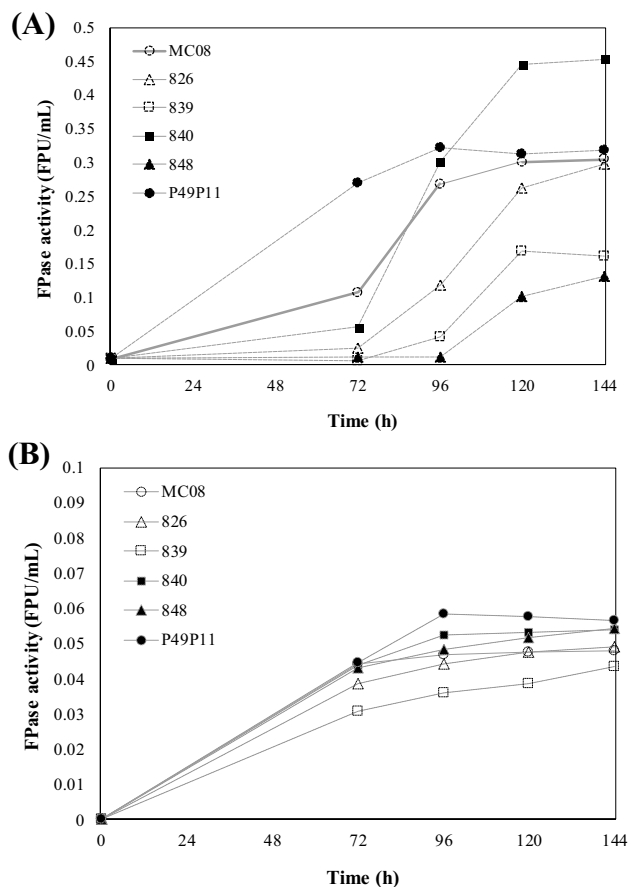 (A)
FPase activity (FPU/mL)
0.5
0.45
0.4
0.35
0.3
0.25
0.2
0.15
0.1
0.05
0
MC08
826
839
840
848
P49P11
0 24 48 72 96 120 144
Time (h)
(B)
FPase activity (FPU/mL)
0.1
0.09
0.08
0.07
0.06
0.05
0.04
0.03
0.02
0.01
0
MC08
826
839
840
848
P49P11
0 24 48 72 96 120 144
Time (h)